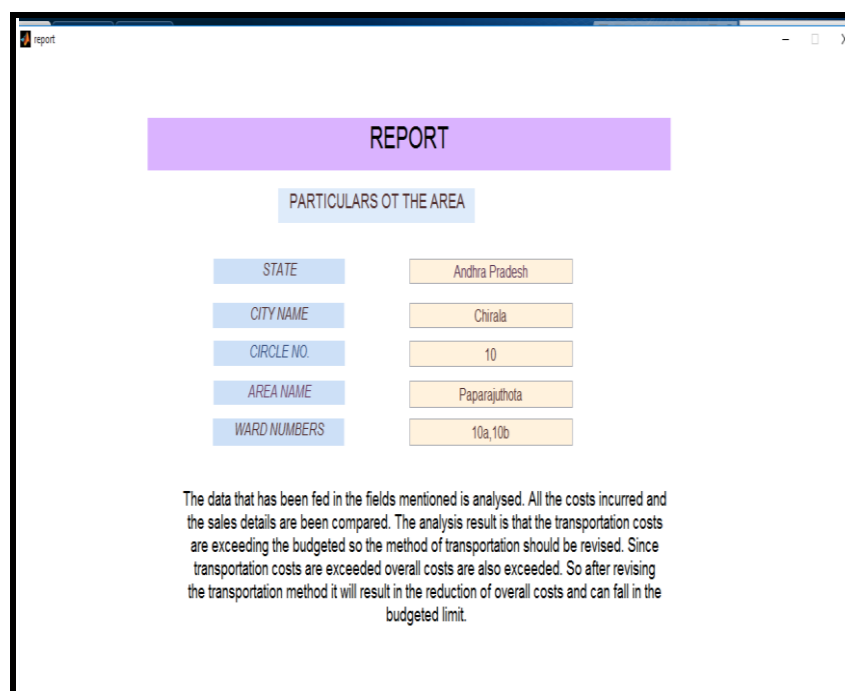 report
REPORT
PARTICULARS OT THE AREA
STATE Andhra Pradesh
CITY NAME Chirala
CIRCLE NO. 10
AREA NAME Paparajuthota
WARD NUMBERS 10a,10b
The data that has been fed in the fields mentioned is analysed. All the costs incurred and
the sales details are been compared. The analysis result is that the transportation costs
are exceeding the budgeted so the method of transportation should be revised. Since
transportation costs are exceeded overall costs are also exceeded. So after revising
the transportation method it will result in the reduction of overall costs and can fall in the
budgeted limit.